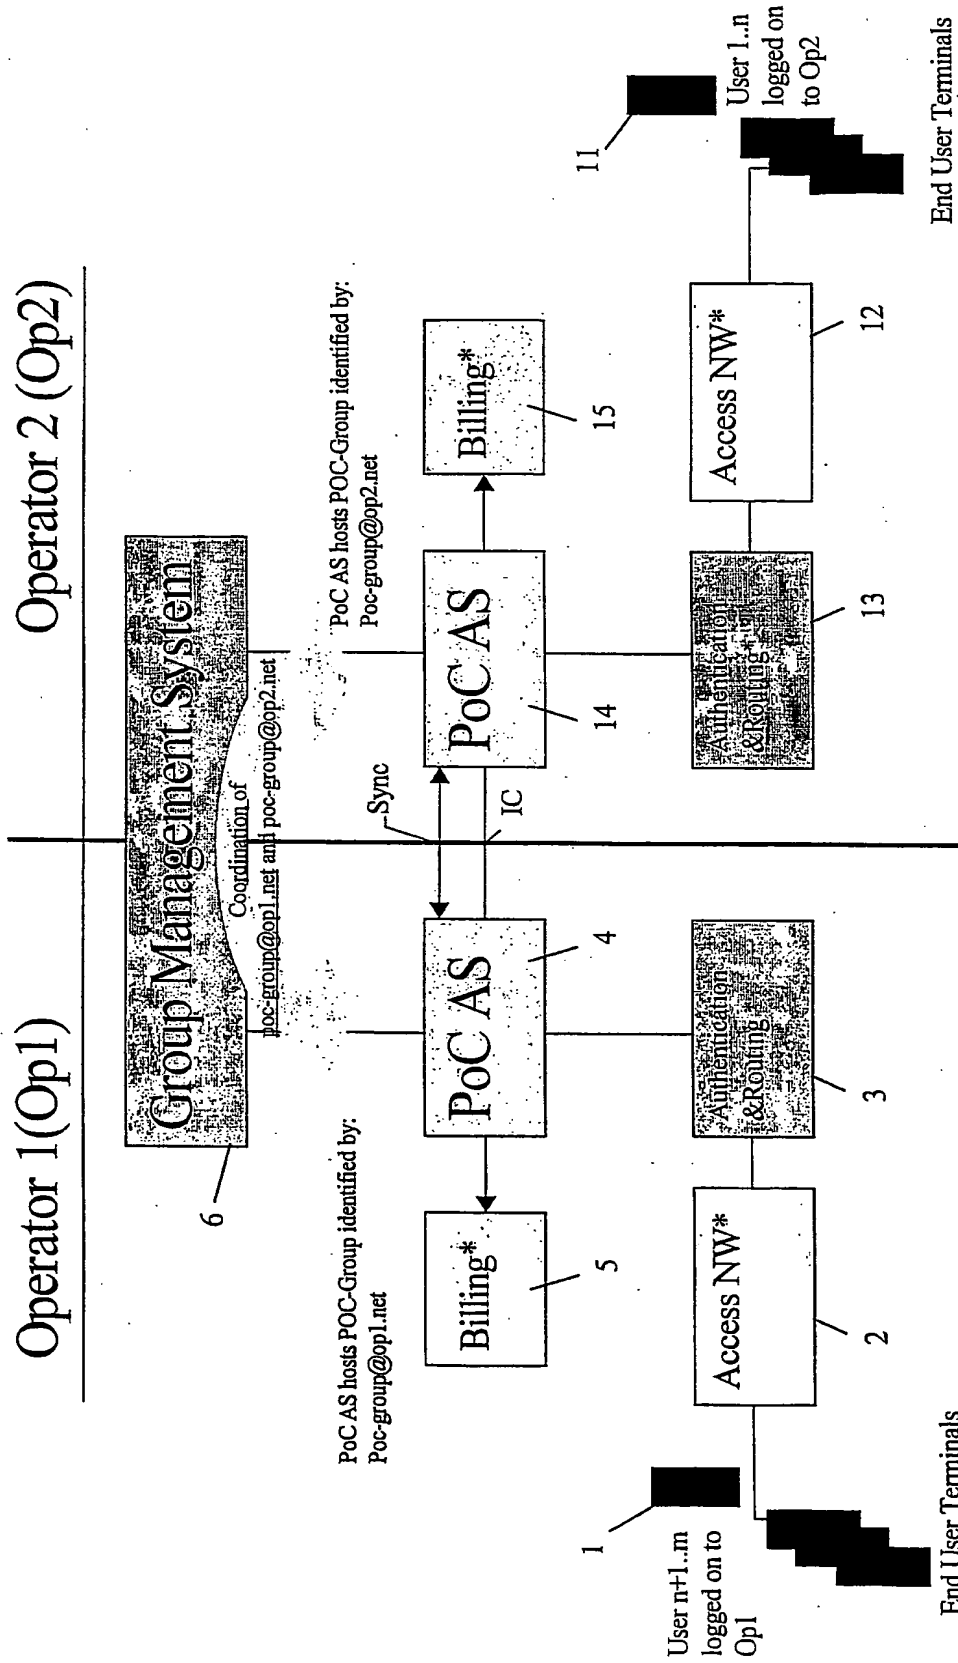 Operator 1(Op1)
Operator 2 (Op2)
Group Management System
6
Coordination of
poc-group@op1.net and poc-group@op2.net
PoC AS hosts POC-Group identified by:
Poc-group@op1.net
PoC AS hosts POC-Group identified by:
Poc-group@op2.net
Sync
IC
Billing*
5
PoC AS
4
PoC AS
14
Billing*
15
1
User n+1..m
logged on to
Op1
End User Terminals
Access NW*
2
Authentication
&Routing
3
Authentication
&Routing*
13
Access NW*
12
11
User 1..n
logged on
to Op2
End User Terminals